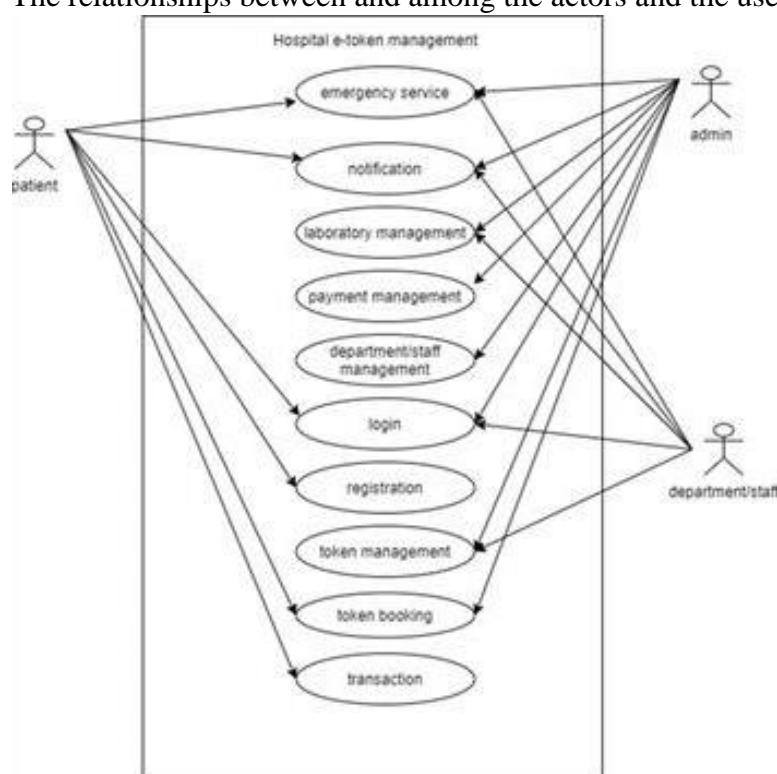 The relationships between and among the actors and the use
Hospital e-token management
emergency service
admin
patient
notification
laboratory management
payment management
department/staff
management
login
department/staff
registration
token management
token booking
transaction